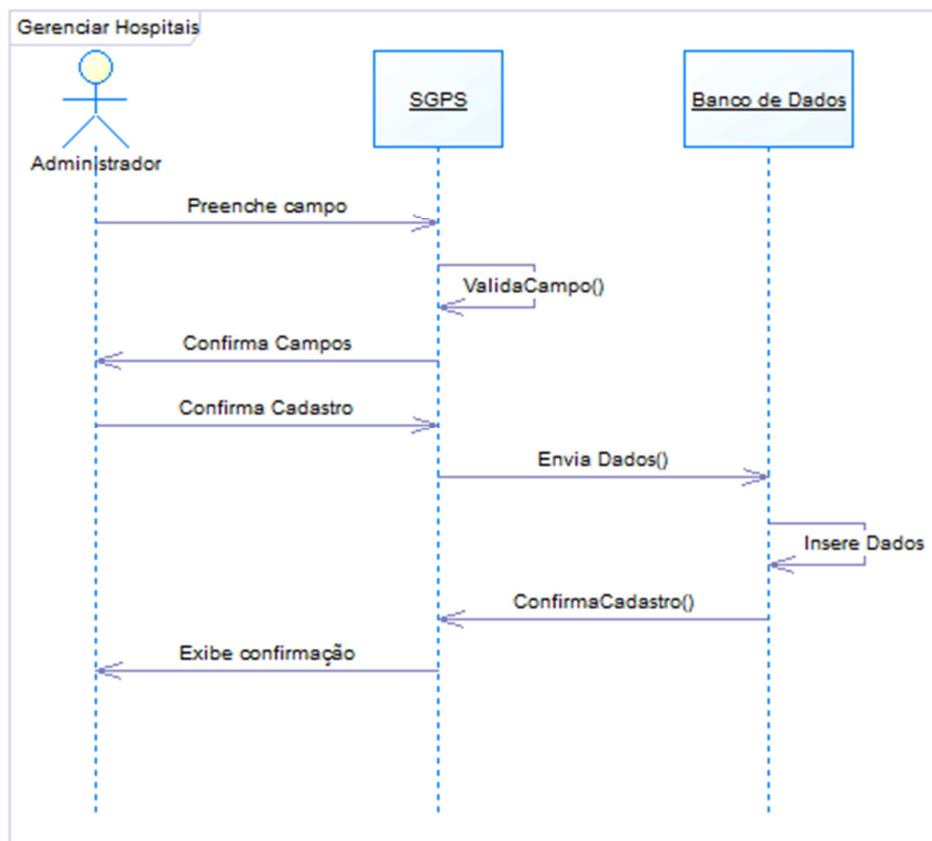 Gerenciar Hospitais
SGPS
Banco de Dados
Administrador
Preenche campo
ValidaCampo()
Confirma Campos
Confirma Cadastro
Envia Dados()
Insere Dados
ConfirmaCadastro()
Exibe confirmação